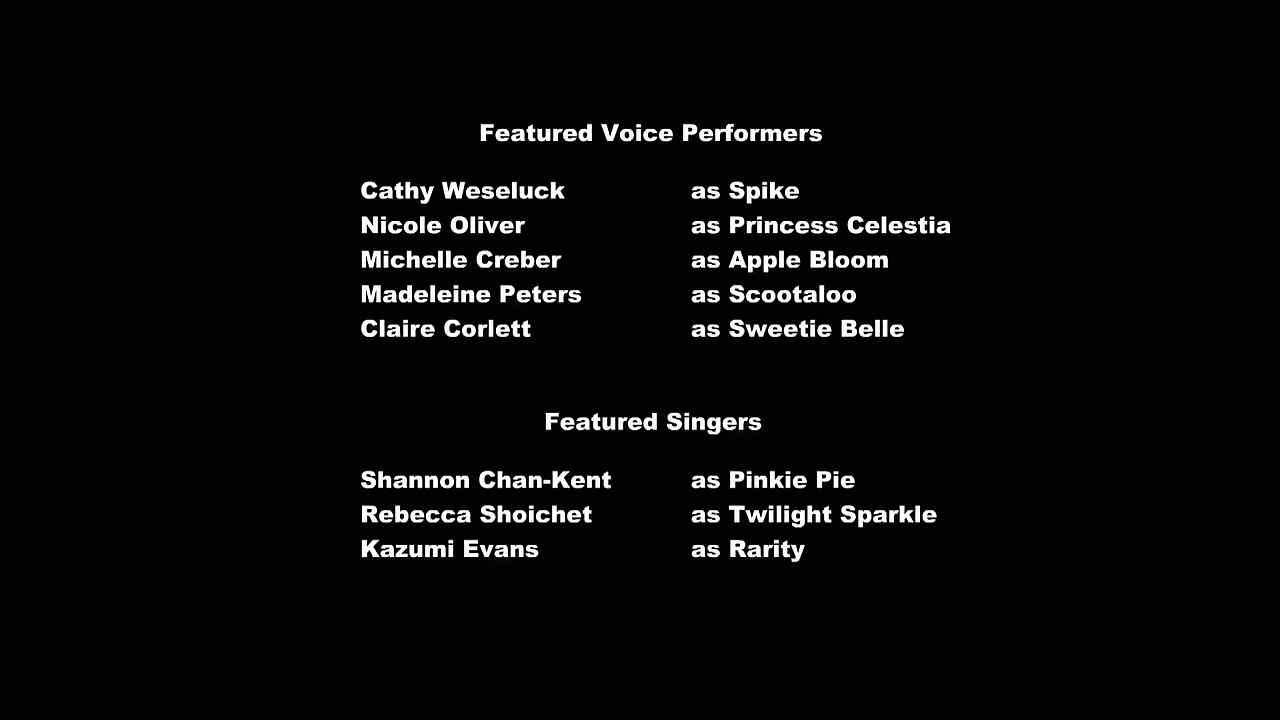 Featured Voice Performers
Cathy Weseluck as Spike
Nicole Oliver as Princess Celestia
Michelle Creber as Apple Bloom
Madeleine Peters as Scootaloo
Claire Corlett as Sweetie Belle
Featured Singers
Shannon Chan-Kent as Pinkie Pie
Rebecca Shoichet as Twilight Sparkle
Kazumi Evans as Rarity